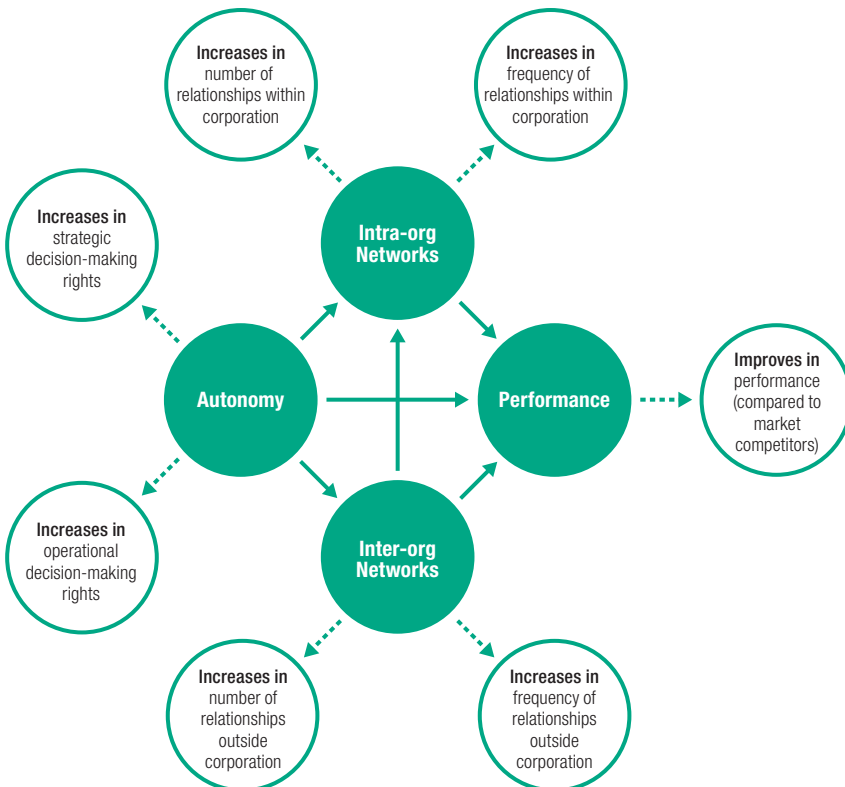 Increases in
number of
relationships within
corporation
Increases in
frequency of
relationships within
corporation
Increases in
strategic
decision-making
rights
Intra-org
Networks
Autonomy
Performance
Improves in
performance
(compared to
market
competitors)
Increases in
operational
decision-making
rights
Inter-org
Networks
Increases in
number of
relationships
outside
corporation
Increases in
frequency of
relationships
outside
corporation